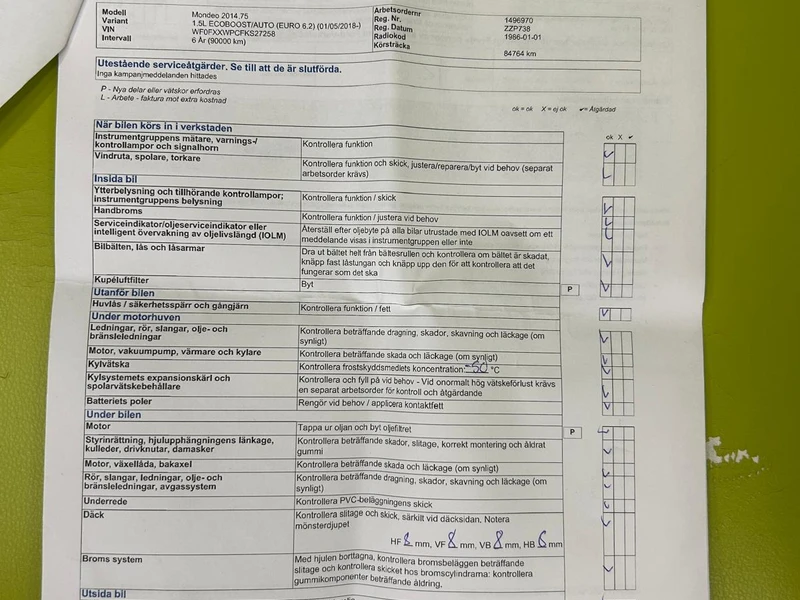 Modell Mondeo 2014.75
Variant 1.5L ECOBOOST/AUTO (EURO 6.2) (01/05/2018-)
VIN WF0FXXWPCFKS27258
Intervall 6 År (90000 km)
Arbetsordernr
Reg. Nr. 1496970
Reg. Datum ZZP738
Radiokod 1986-01-01
Körsträcka
84764 km
Utestående serviceåtgärder. Se till att de är slutförda.
Inga kampanjmeddelanden hittades
P - Nya delar eller vätskor erfordras
L - Arbete - faktura mot extra kostnad
ok = ok X = ej ok ✔= Åtgärdad
ok X ✔
När bilen körs in i verkstaden
Instrumentgruppens mätare, varnings-/
kontrollampor och signalhorn
Kontrollera funktion
Vindruta, spolare, torkare
Kontrollera funktion och skick, justera/reparera/byt vid behov (separat
arbetsorder krävs)
Insida bil
Ytterbelysning och tillhörande kontrollampor;
instrumentgruppens belysning
Kontrollera funktion / skick
Handbroms
Kontrollera funktion / justera vid behov
Serviceindikator/oljeserviceindikator eller
intelligent övervakning av oljelivslängd (IOLM)
Återställ efter oljebyte på alla bilar utrustade med IOLM oavsett om ett
meddelande visas i instrumentgruppen eller inte
Bilbälten, lås och låsarmar
Dra ut bältet helt från bältesrullen och kontrollera om bältet är skadat,
knäpp fast låstungan och knäpp upp den för att kontrollera att det
fungerar som det ska
Kupéluftfilter
Byt
P
Utanför bilen
Huvlås / säkerhetsspärr och gångjärn
Kontrollera funktion / fett
Under motorhuven
Ledningar, rör, slangar, olje- och
bränsleledningar
Kontrollera beträffande dragning, skador, skavning och läckage (om
synligt)
Motor, vakuumpump, värmare och kylare
Kontrollera beträffande skada och läckage (om synligt)
Kylvätska
Kontrollera frostskyddsmedlets koncentration: -50 °C
Kylsystemets expansionskärl och
spolarvätskebehållare
Kontrollera och fyll på vid behov - Vid onormalt hög vätskeförlust krävs
en separat arbetsorder för kontroll och åtgärdande
Batteriets poler
Rengör vid behov / applicera kontaktfett
Under bilen
Motor
Tappa ur oljan och byt oljefiltret
P
Styrinrättning, hjulupphängningens länkage,
kulleder, drivknutar, damasker
Kontrollera beträffande skador, slitage, korrekt montering och åldrat
gummi
Motor, växellåda, bakaxel
Kontrollera beträffande skada och läckage (om synligt)
Rör, slangar, ledningar, olje- och
bränsleledningar, avgassystem
Kontrollera beträffande dragning, skador, skavning och läckage (om
synligt)
Underrede
Kontrollera PVC-beläggningens skick
Däck
Kontrollera slitage och skick, särkilt vid däcksidan. Notera
mönsterdjupet
HF 8 mm, VF 8 mm, VB 8 mm, HB 8 mm
Broms system
Med hjulen borttagna, kontrollera bromsbeläggen beträffande
slitage och kontrollera skicket hos bromscylindrarna: kontrollera
gummikomponenter beträffande åldring,
Utsida bil